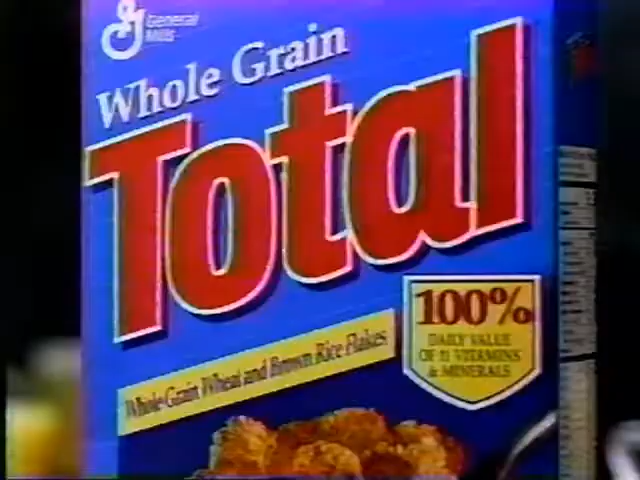 General
Mills
Whole Grain
Total
100%
DAILY VALUE
OF 11 VITAMINS
& MINERALS
Whole Grain Wheat and Brown Rice Flakes